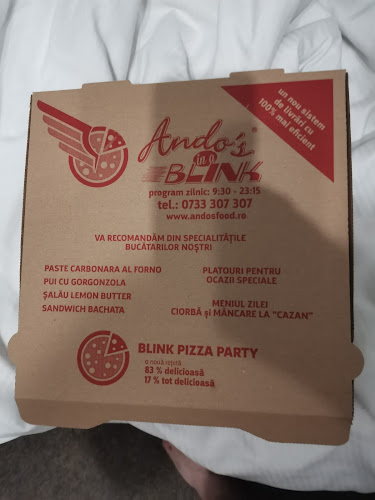 un nou sistem
de livrări cu
100% mai eficient
Ando's®
in a
BLINK
program zilnic: 9:30 - 23:15
tel.: 0733 307 307
www.andosfood.ro
VA RECOMANDĂM DIN SPECIALITĂȚILE
BUCĂTARILOR NOȘTRI
PASTE CARBONARA AL FORNO
PUI CU GORGONZOLA
ȘALĂU LEMON BUTTER
SANDWICH BACHATA
PLATOURI PENTRU
OCAZII SPECIALE
MENIUL ZILEI
CIORBĂ și MÂNCARE LA "CAZAN"
BLINK PIZZA PARTY
o nouă rețetă
83 % delicioasă
17 % tot delicioasă